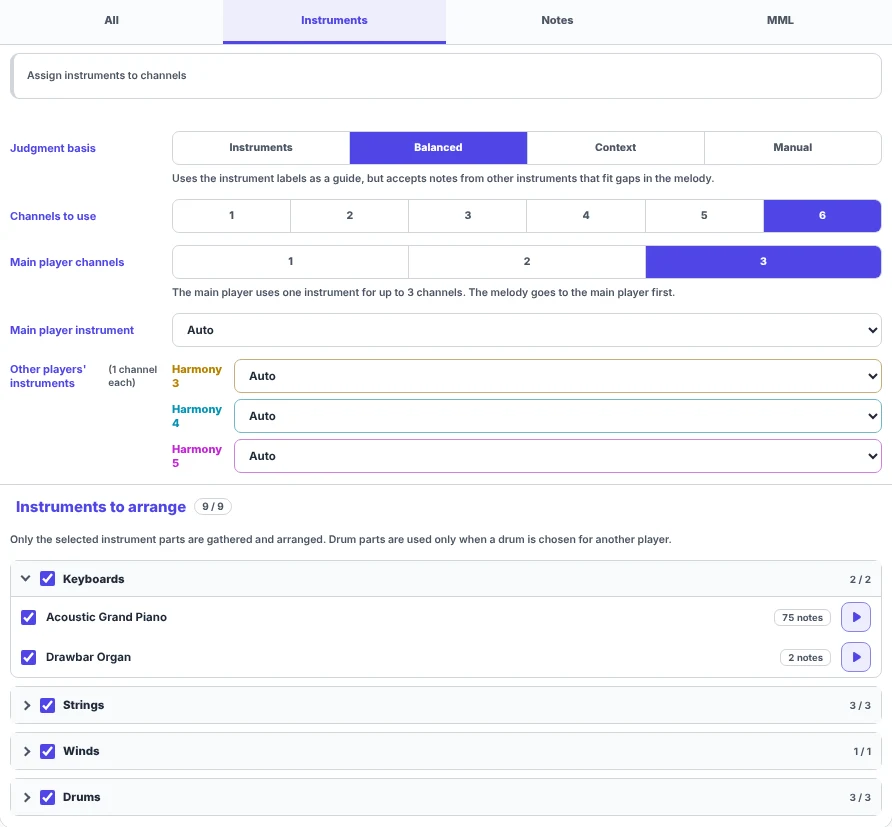 All
Instruments
Notes
MML
Assign instruments to channels
Judgment basis
Instruments
Balanced
Context
Manual
Uses the instrument labels as a guide, but accepts notes from other instruments that fit gaps in the melody.
Channels to use
1
2
3
4
5
6
Main player channels
1
2
3
The main player uses one instrument for up to 3 channels. The melody goes to the main player first.
Main player instrument
Auto
Other players'
instruments
(1 channel
each)
Harmony
3
Auto
Harmony
4
Auto
Harmony
5
Auto
Instruments to arrange
9 / 9
Only the selected instrument parts are gathered and arranged. Drum parts are used only when a drum is chosen for another player.
Keyboards
2 / 2
Acoustic Grand Piano
75 notes
Drawbar Organ
2 notes
Strings
3 / 3
Winds
1 / 1
Drums
3 / 3